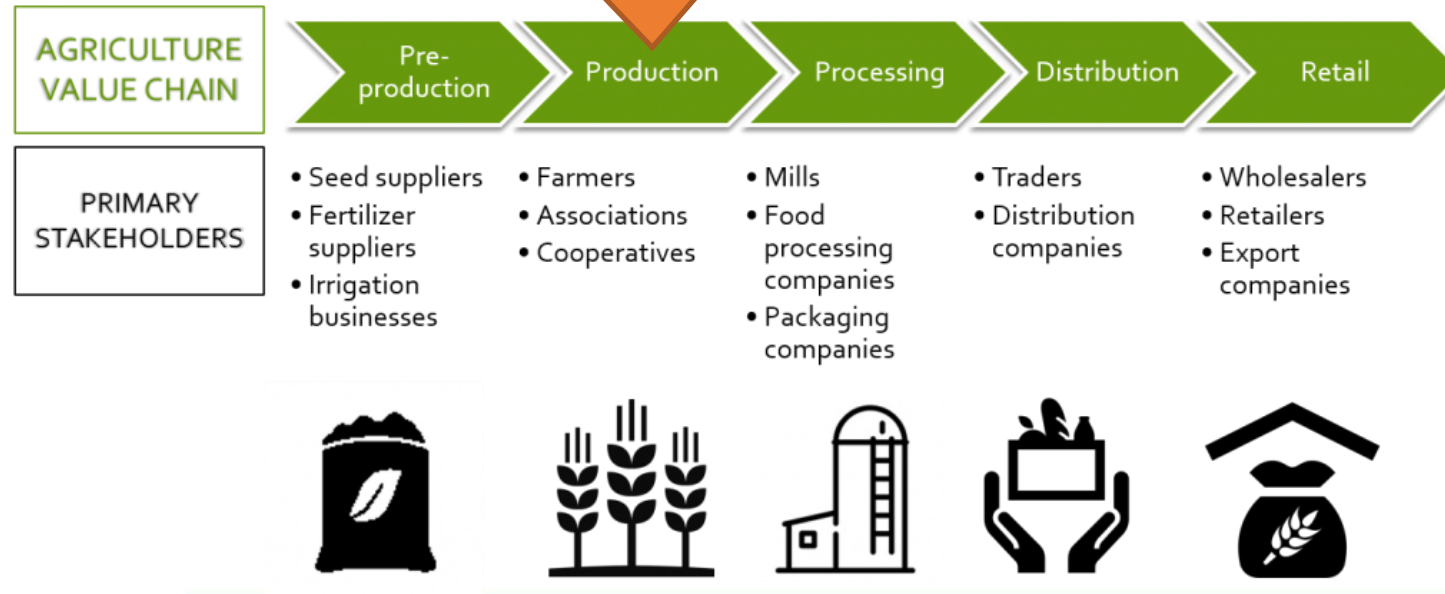 AGRICULTURE
VALUE CHAIN
Pre-
production
Production
Processing
Distribution
Retail
PRIMARY
STAKEHOLDERS
• Seed suppliers
• Fertilizer
suppliers
• Irrigation
businesses
• Farmers
• Associations
• Cooperatives
• Mills
• Food
processing
companies
• Packaging
companies
• Traders
• Distribution
companies
• Wholesalers
• Retailers
• Export
companies